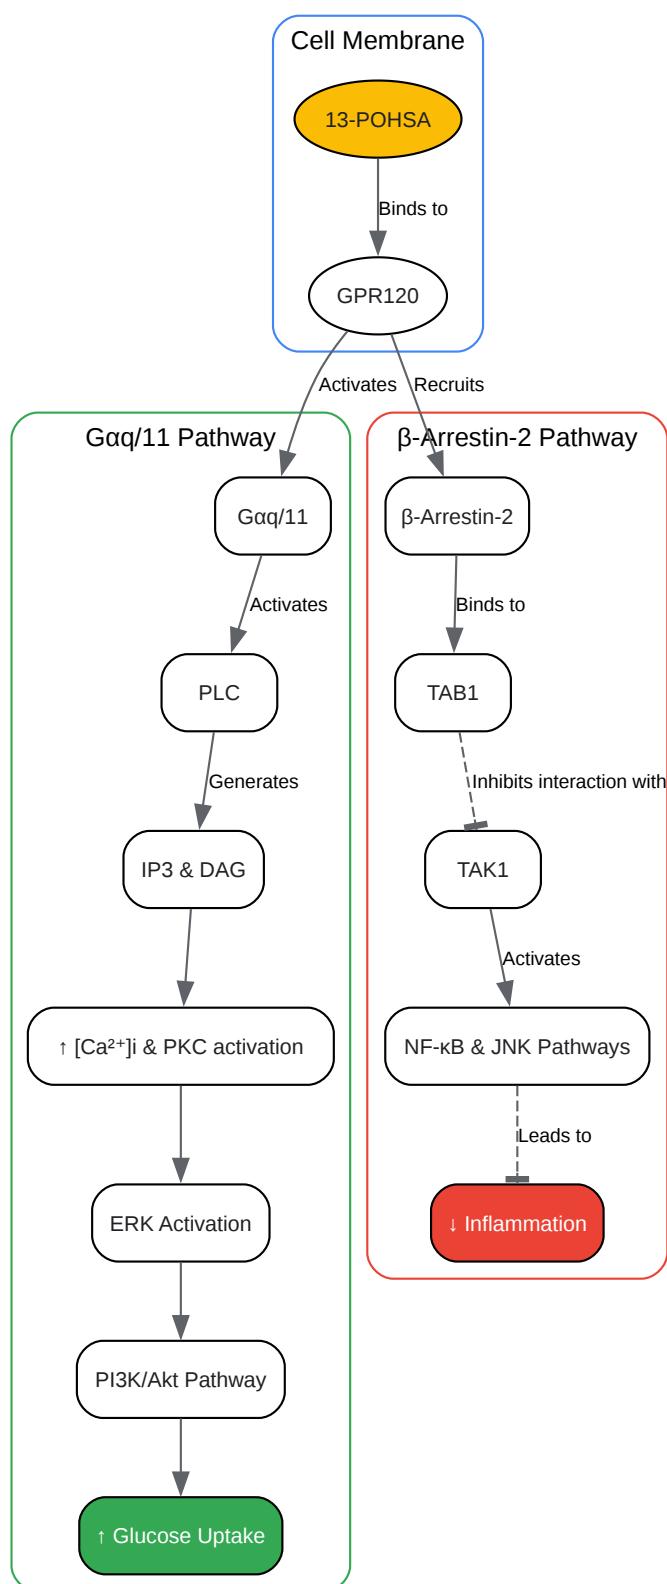 Cell Membrane
13-POHSA
Binds to
GPR120
Activates
Recruits
Gαq/11 Pathway
β-Arrestin-2 Pathway
Gαq/11
β-Arrestin-2
Activates
Binds to
PLC
TAB1
Generates
Inhibits interaction with
IP3 & DAG
TAK1
Activates
↑ [Ca²⁺]i & PKC activation
NF-κB & JNK Pathways
Leads to
ERK Activation
↓ Inflammation
PI3K/Akt Pathway
↑ Glucose Uptake